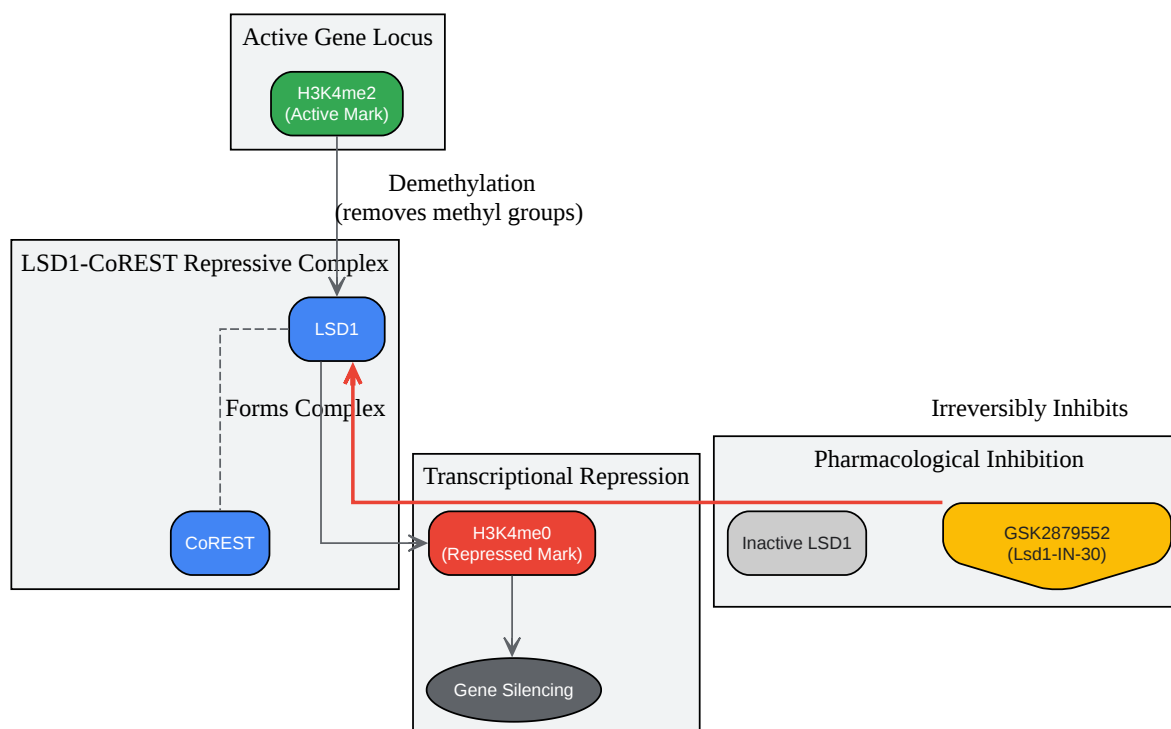 Active Gene Locus
H3K4me2
(Active Mark)
Demethylation
(removes methyl groups)
LSD1-CoREST Repressive Complex
LSD1
Forms Complex
CoREST
Transcriptional Repression
H3K4me0
(Repressed Mark)
Gene Silencing
Irreversibly Inhibits
Pharmacological Inhibition
Inactive LSD1
GSK2879552
(Lsd1-IN-30)